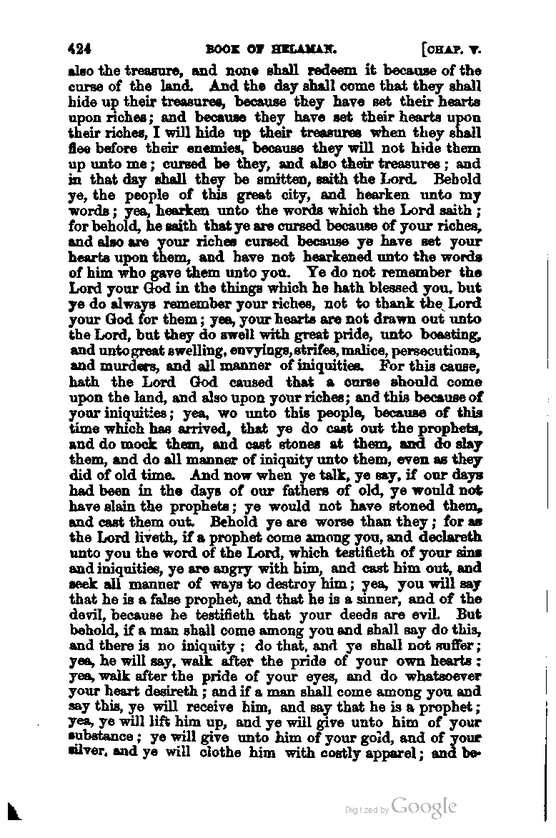 424 BOOK OF HELAMAN. [CHAP. V.
also the treasure, and none shall redeem it because of the
curse of the land. And the day shall come that they shall
hide up their treasures, because they have set their hearts
upon riches; and because they have set their hearts upon
their riches, I will hide up their treasures when they shall
flee before their enemies, because they will not hide them
up unto me; cursed be they, and also their treasures; and
in that day shall they be smitten, saith the Lord. Behold
ye, the people of this great city, and hearken unto my
words; yea, hearken unto the words which the Lord saith;
for behold, he saith that ye are cursed because of your riches,
and also are your riches cursed because ye have set your
hearts upon them, and have not hearkened unto the words
of him who gave them unto you. Ye do not remember the
Lord your God in the things which he hath blessed you, but
ye do always remember your riches, not to thank the Lord
your God for them; yea, your hearts are not drawn out unto
the Lord, but they do swell with great pride, unto boasting,
and unto great swelling, envyings, strifes, malice, persecutions,
and murders, and all manner of iniquities. For this cause,
hath the Lord God caused that a curse should come
upon the land, and also upon your riches; and this because of
your iniquities; yea, wo unto this people, because of this
time which has arrived, that ye do cast out the prophets,
and do mock them, and cast stones at them, and do slay
them, and do all manner of iniquity unto them, even as they
did of old time. And now when ye talk, ye say, if our days
had been in the days of our fathers of old, ye would not
have slain the prophets; ye would not have stoned them,
and cast them out. Behold ye are worse than they; for as
the Lord liveth, if a prophet come among you, and declareth
unto you the word of the Lord, which testifieth of your sins
and iniquities, ye are angry with him, and cast him out, and
seek all manner of ways to destroy him; yea, you will say
that he is a false prophet, and that he is a sinner, and of the
devil, because he testifieth that your deeds are evil. But
behold, if a man shall come among you and shall say do this,
and there is no iniquity; do that, and ye shall not suffer;
yea, he will say, walk after the pride of your own hearts;
yea, walk after the pride of your eyes, and do whatsoever
your heart desireth; and if a man shall come among you and
say this, ye will receive him, and say that he is a prophet;
yea, ye will lift him up, and ye will give unto him of your
substance; ye will give unto him of your gold, and of your
silver, and ye will clothe him with costly apparel; and be-
Digitized by Google